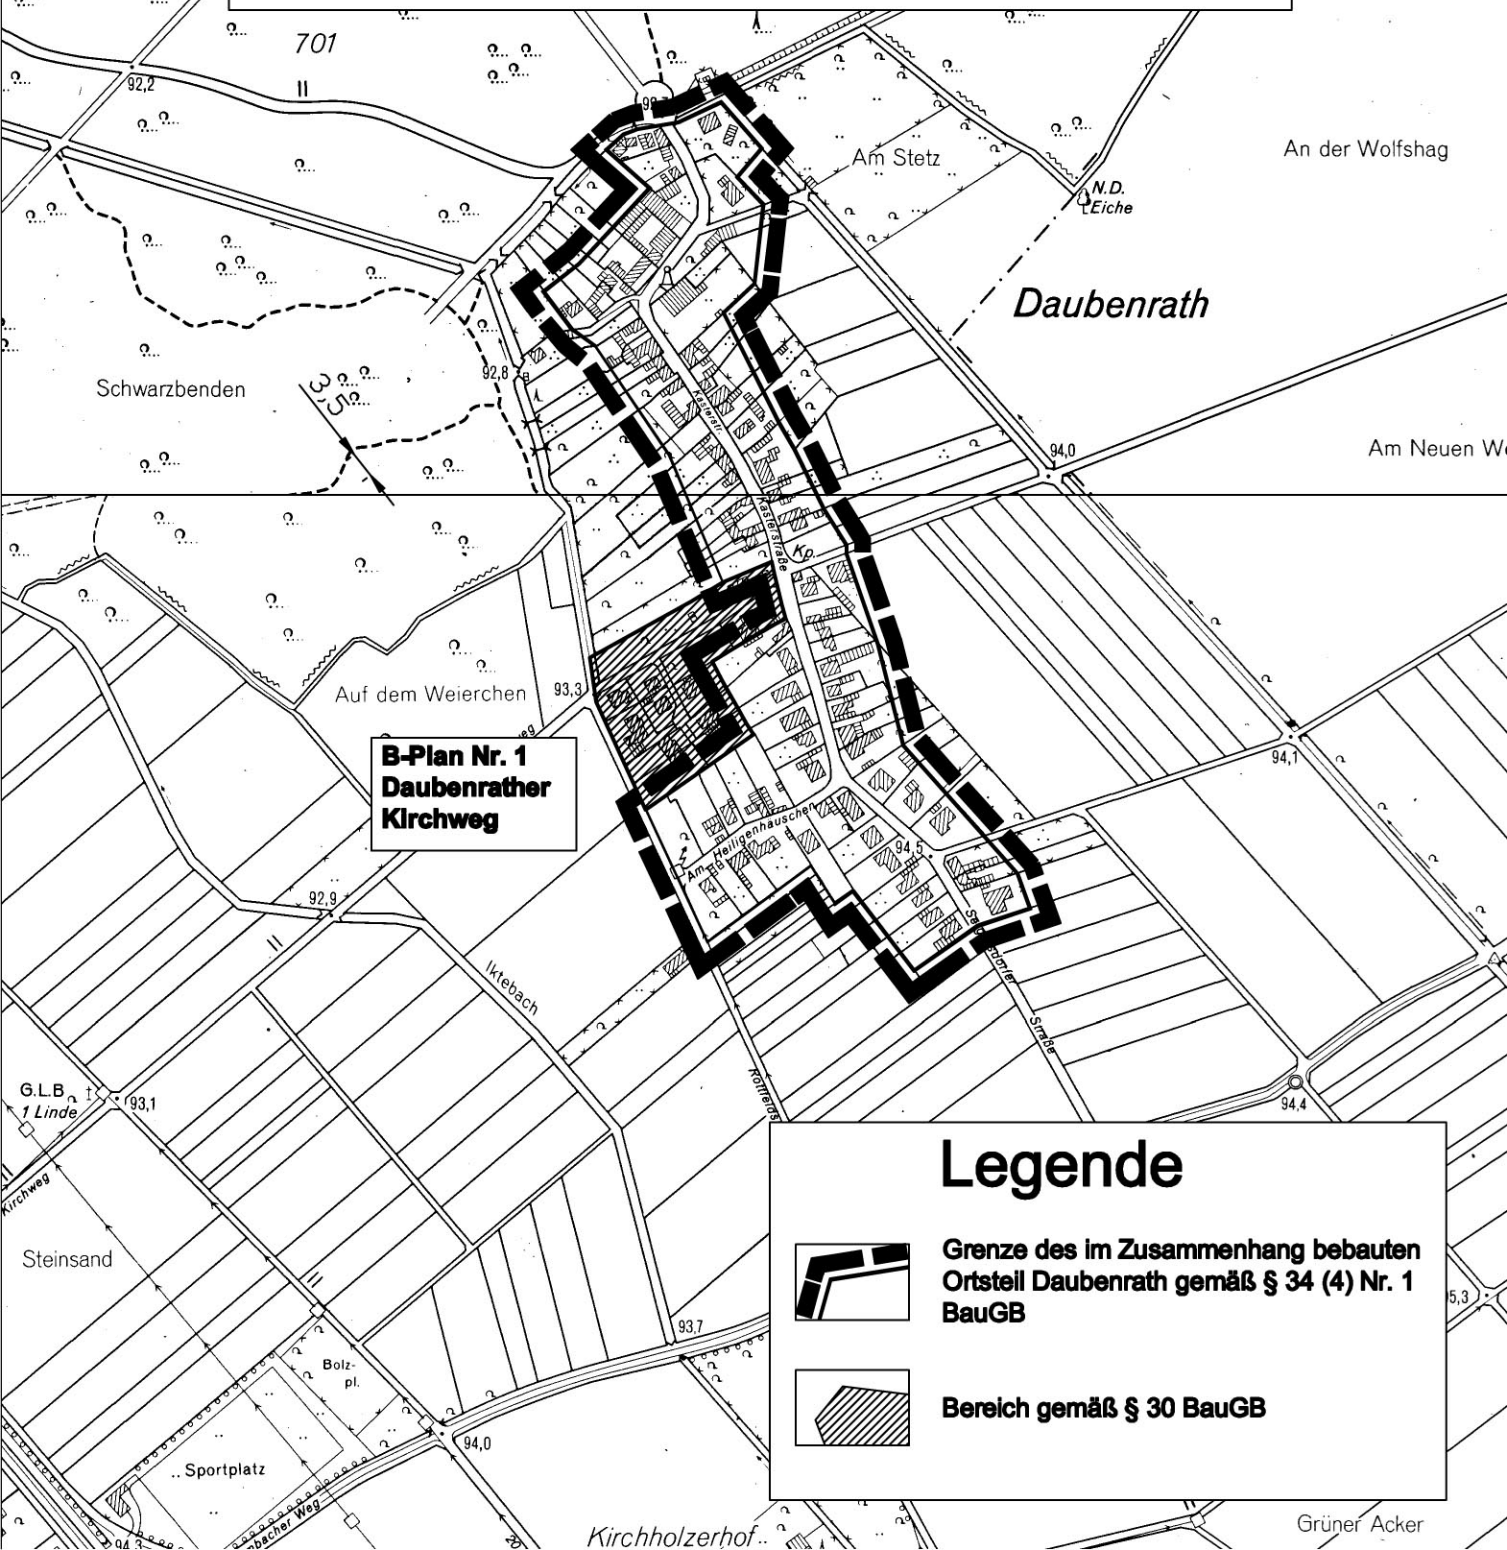 701
92,2
Am Stetz
An der Wolfshag
N.D.
Eiche
Daubenrath
92,8
Schwarzbenden
3,5
Kasterstr.
94,0
Kasterstraße
Kp.
Auf dem Weierchen
93,3
B-Plan Nr. 1
Daubenrather
Kirchweg
94,1
Am Heiligenhäuschen
94,5
92,9
Iktebach
Straße
G.L.B.
1 Linde
93,1
94,4
Kirchweg
Steinsand
Legende
Grenze des im Zusammenhang bebauten
Ortsteil Daubenrath gemäß § 34 (4) Nr. 1
BauGB
93,7
Bolz-
pl.
Bereich gemäß § 30 BauGB
94,0
Sportplatz
Weg
Kirchholzerhof
Grüner Acker
94,3